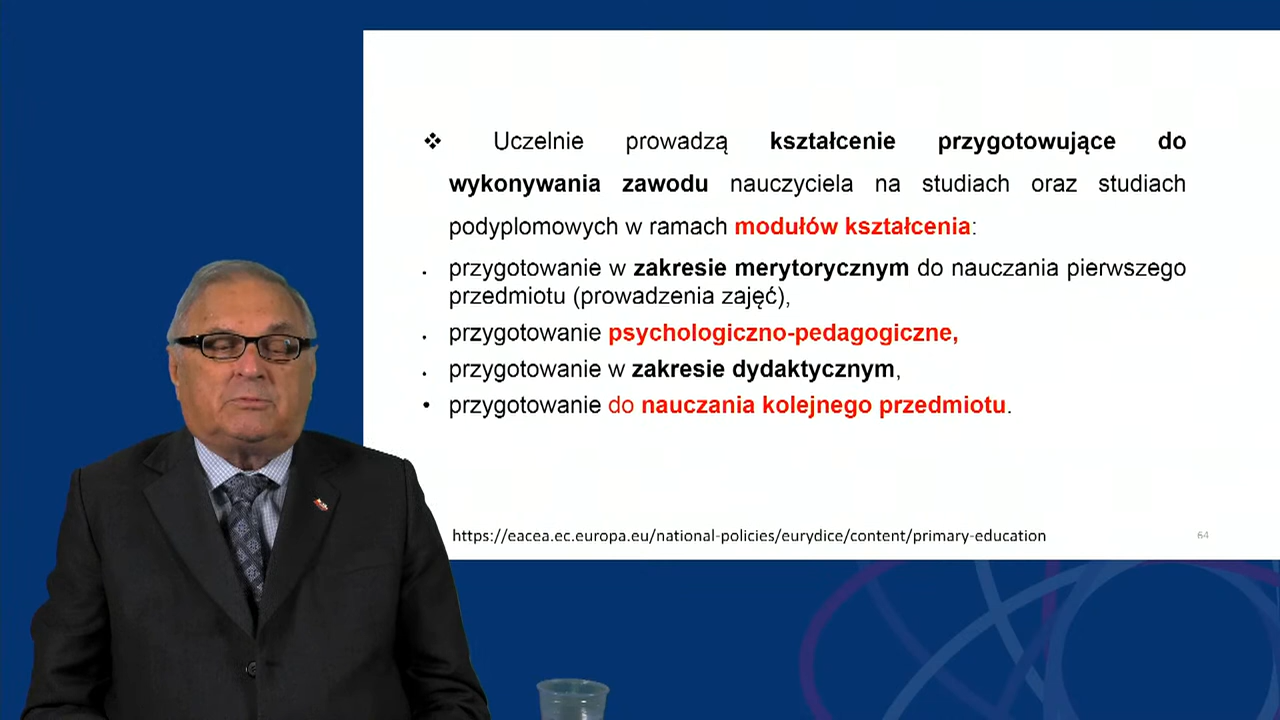 ❖ Uczelnie prowadzą kształcenie przygotowujące do
wykonywania zawodu nauczyciela na studiach oraz studiach
podyplomowych w ramach modułów kształcenia:
• przygotowanie w zakresie merytorycznym do nauczania pierwszego
przedmiotu (prowadzenia zajęć),
• przygotowanie psychologiczno-pedagogiczne,
• przygotowanie w zakresie dydaktycznym,
• przygotowanie do nauczania kolejnego przedmiotu.
https://eacea.ec.europa.eu/national-policies/eurydice/content/primary-education
64